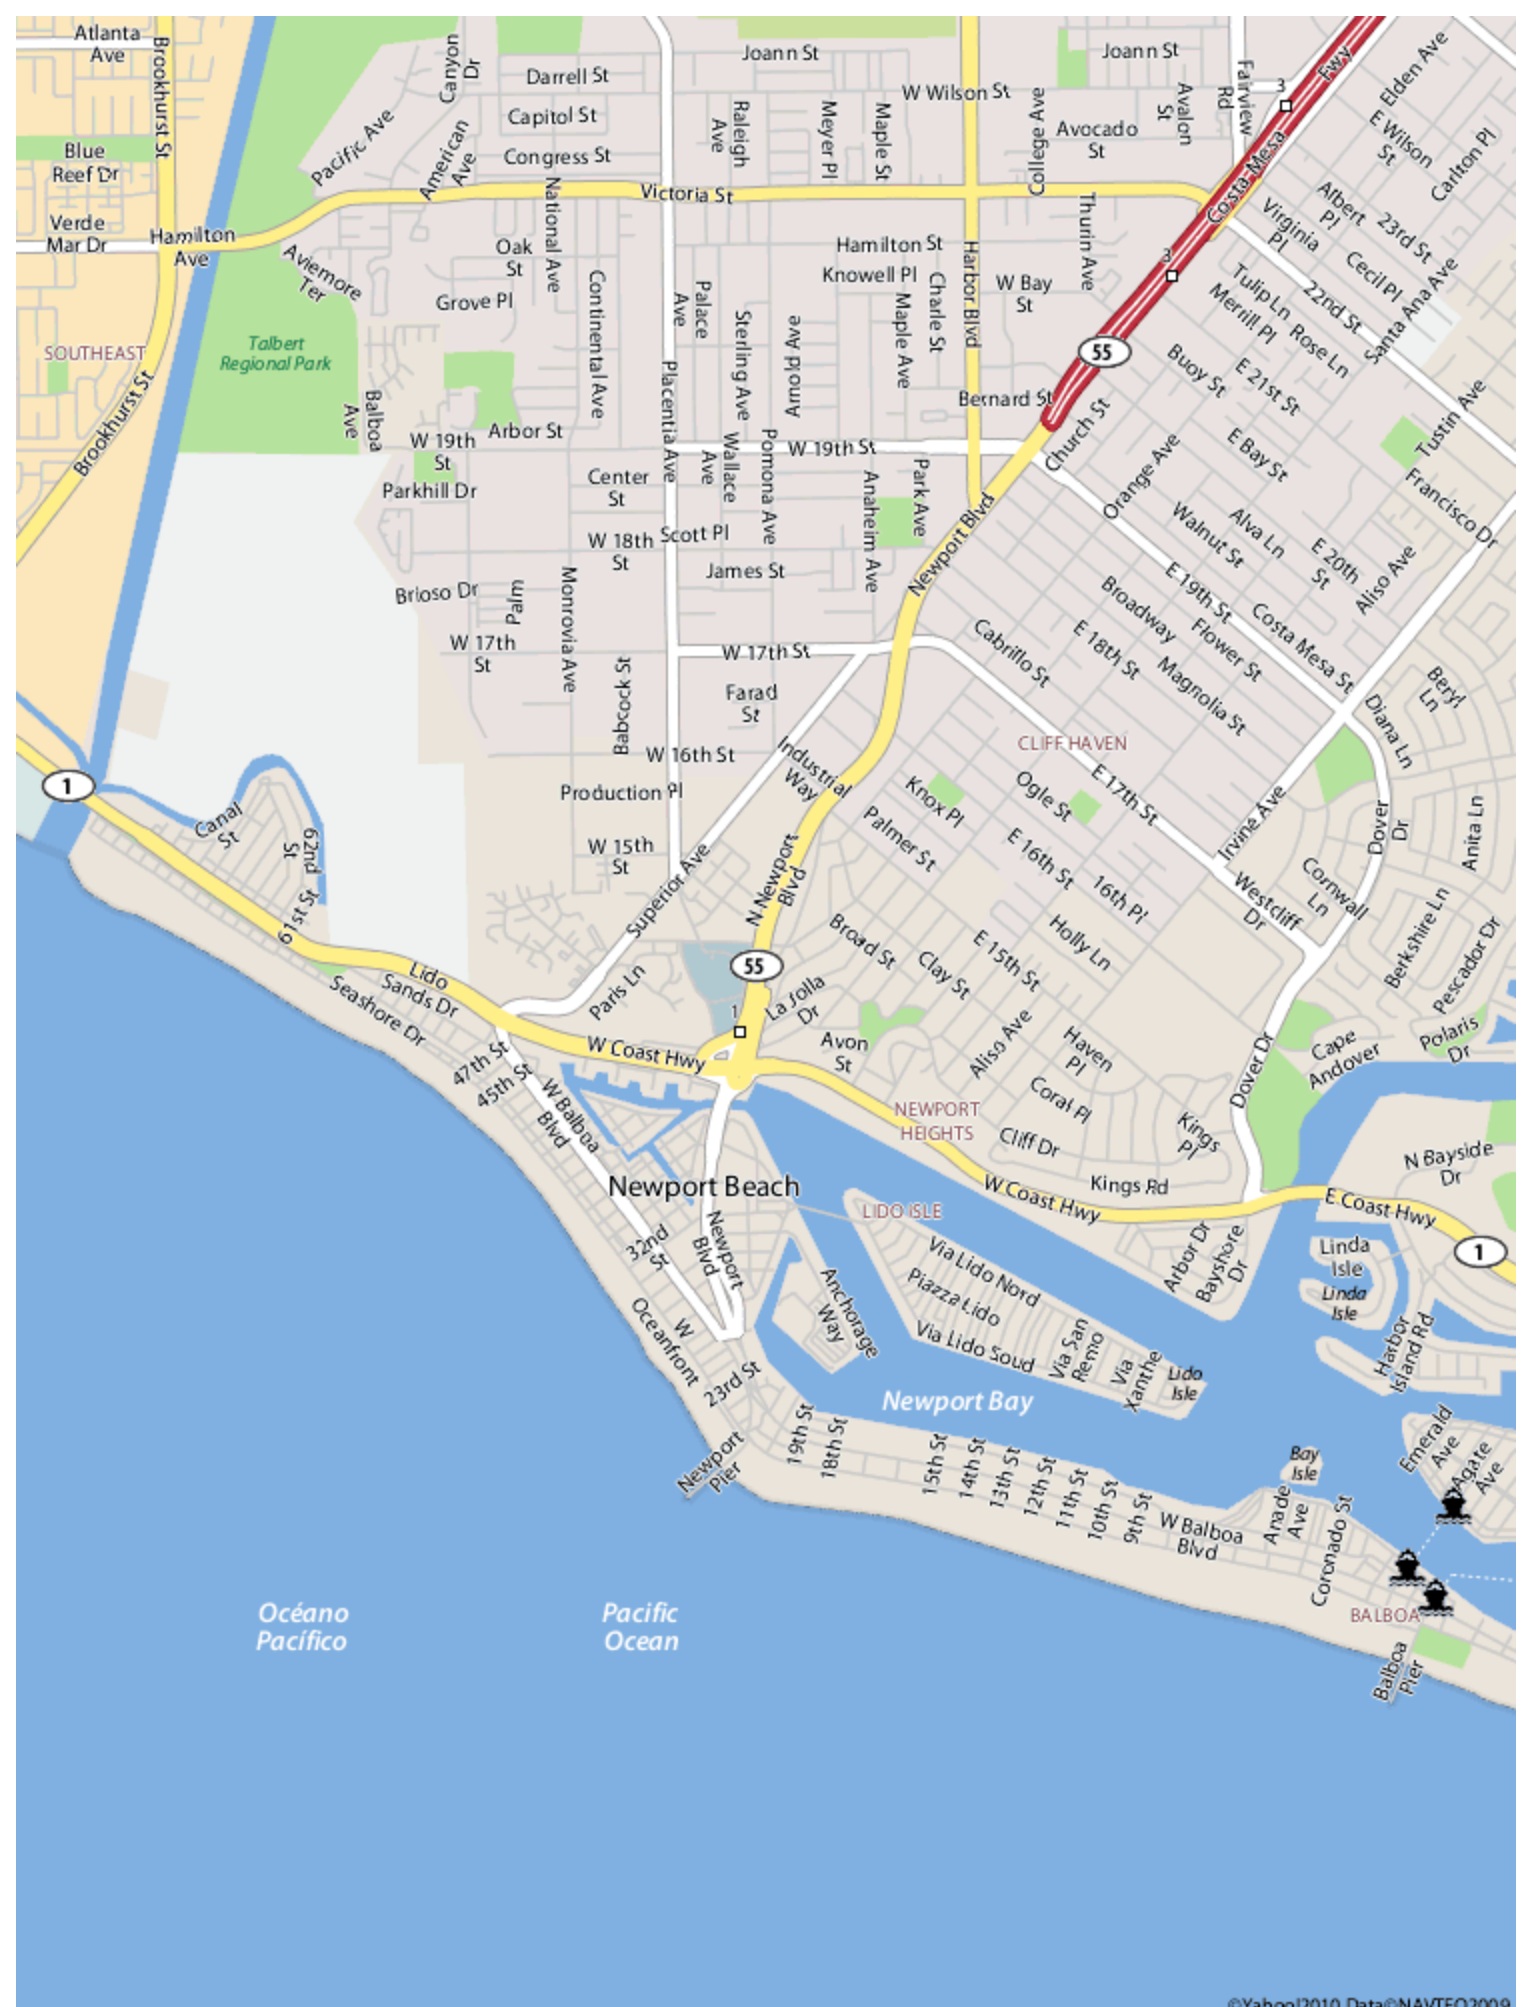 Atlanta
Ave
Brookhurst St
Canyon
Dr
Darrell St
Joann St
Joann St
Fairview
Rd
3
Fwy
Elden Ave
W Wilson St
Capitol St
Pacific Ave
American
Ave
Congress St
Raleigh
Ave
Meyer Pl
Maple St
College Ave
Avocado
St
Avalon
St
E Wilson
St
Carlton Pl
Blue
Reef Dr
Victoria St
Costa Mesa
Albert
Pl
23rd St
Virginia
Pl
Cecil Pl
Santa Ana Ave
Verde
Mar Dr
Hamilton
Ave
Aviemore
Ter
Oak
St
National Ave
Grove Pl
Continental Ave
Hamilton St
Knowell Pl
Harbor Blvd
W Bay
St
Thurin Ave
3
Tulip Ln
Merrill Pl
22nd St
Rose Ln
SOUTHEAST
Talbert
Regional Park
Palace
Ave
Sterling Ave
Arnold Ave
Maple Ave
Charle St
55
Buoy St
E 21st St
Brookhurst St
Balboa
Ave
Placentia Ave
Bernard St
Church St
Tustin Ave
W 19th
St
Arbor St
W 19th St
Orange Ave
E Bay St
Francisco Dr
Parkhill Dr
Center
St
Wallace
Ave
Pomona Ave
Anaheim Ave
Park Ave
Newport Blvd
Walnut St
Alva Ln
E 20th
St
Aliso Ave
W 18th
St
Scott Pl
James St
E 19th St
Brioso Dr
Palm
Monrovia Ave
Broadway
Flower St
Costa Mesa St
W 17th
St
Babcock St
W 17th St
Cabrillo St
E 18th St
Magnolia St
Beryl
Ln
Diana Ln
Farad
St
CLIFF HAVEN
W 16th St
Industrial
Way
E 17th St
1
Production Pl
Knox Pl
Ogle St
Irvine Ave
Dover
Dr
Anita Ln
Canal
St
62nd
St
W 15th
St
Palmer St
E 16th St
16th Pl
Cornwall
Ln
61st St
Superior Ave
N Newport
Blvd
Westcliff
Dr
Berkshire Ln
Pescador Dr
Broad St
Clay St
E 15th St
Holly Ln
Lido
Sands Dr
Seashore Dr
Paris Ln
55
La Jolla
Dr
1
Avon
St
Aliso Ave
Haven
Pl
Dover Dr
Cape
Andover
Polaris
Dr
W Coast Hwy
47th St
45th St
W Balboa
Blvd
Coral Pl
NEWPORT
HEIGHTS
Cliff Dr
Kings
Pl
Kings Rd
N Bayside
Dr
Newport Beach
LIDO ISLE
W Coast Hwy
E Coast Hwy
1
32nd
St
Newport
Blvd
Via Lido Nord
Piazza Lido
Via Lido Soud
Arbor Dr
Bayshore
Dr
Linda
Isle
Linda
Isle
W
Oceanfront
Anchorage
Way
Via San
Remo
Via
Xanthe
Lido
Isle
Harbor
Island Rd
23rd St
Newport Bay
19th St
18th St
15th St
14th St
13th St
12th St
11th St
10th St
9th St
Newport
Pier
W Balboa
Blvd
Bay
Isle
Anade
Ave
Coronado St
Emerald
Ave
Agate
Ave
BALBOA
Balboa
Pier
Océano
Pacífico
Pacific
Ocean
©Yahoo!2010 Data©NAVTEQ2009